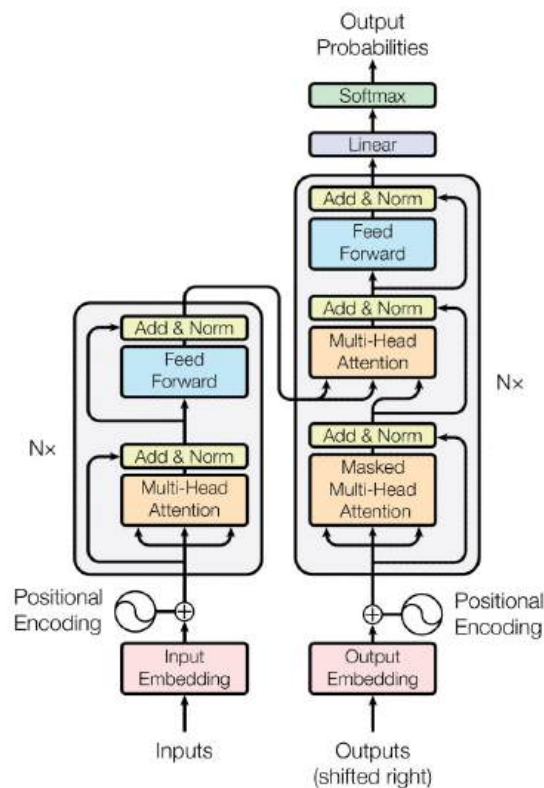 Output
Probabilities
Softmax
Linear
Add & Norm
Feed
Forward
Add & Norm
Multi-Head
Attention
Add & Norm
Masked
Multi-Head
Attention
N×
Add & Norm
Feed
Forward
Add & Norm
Multi-Head
Attention
N×
Positional
Encoding
Positional
Encoding
Input
Embedding
Output
Embedding
Inputs
Outputs
(shifted right)